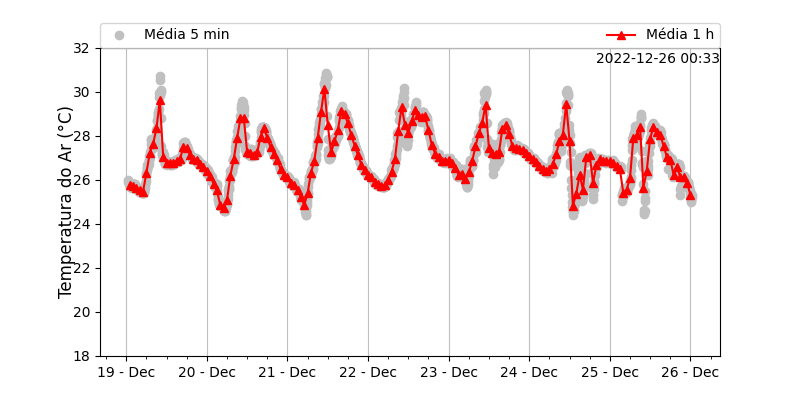 Média 5 min
Média 1 h
2022-12-26 00:33
Temperatura do Ar (°C)
32
30
28
26
24
22
20
18
19 - Dec
20 - Dec
21 - Dec
22 - Dec
23 - Dec
24 - Dec
25 - Dec
26 - Dec